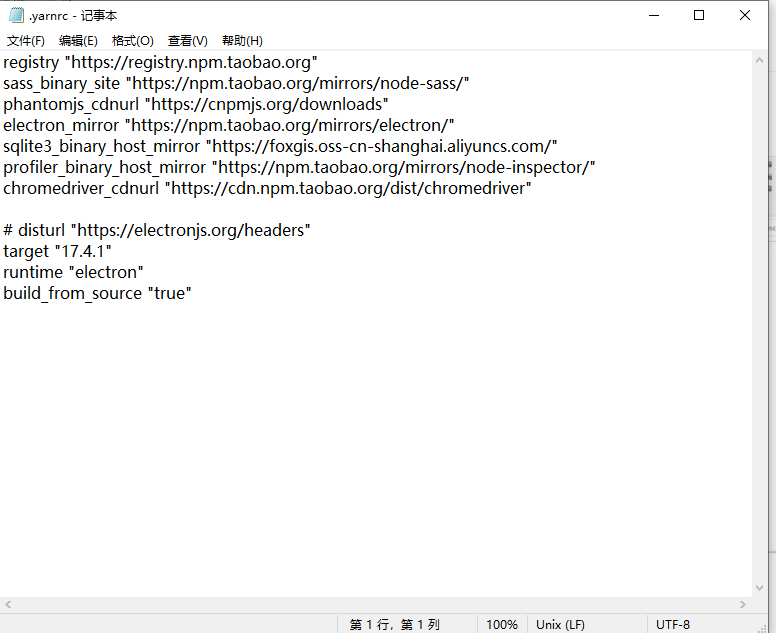 .yarnrc - 记事本
文件(F) 编辑(E) 格式(O) 查看(V) 帮助(H)
registry "https://registry.npm.taobao.org"
sass_binary_site "https://npm.taobao.org/mirrors/node-sass/"
phantomjs_cdnurl "https://cnpmjs.org/downloads"
electron_mirror "https://npm.taobao.org/mirrors/electron/"
sqlite3_binary_host_mirror "https://foxgis.oss-cn-shanghai.aliyuncs.com/"
profiler_binary_host_mirror "https://npm.taobao.org/mirrors/node-inspector/"
chromedriver_cdnurl "https://cdn.npm.taobao.org/dist/chromedriver"
# disturl "https://electronjs.org/headers"
target "17.4.1"
runtime "electron"
build_from_source "true"
第 1 行，第 1 列 100% Unix (LF) UTF-8